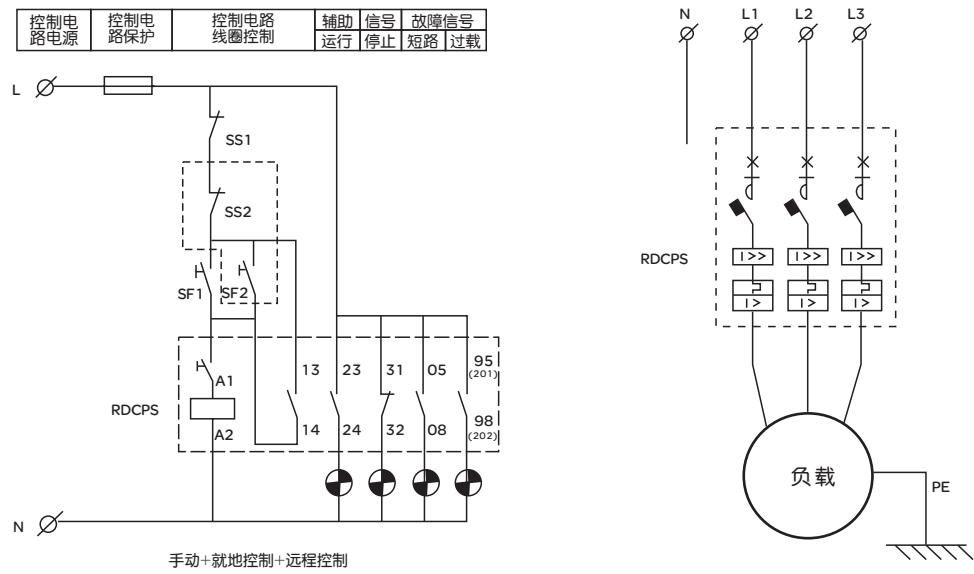 控制电
路电源
控制电
路保护
控制电路
线圈控制
辅助
信号
故障信号
运行
停止
短路
过载
L
SS1
SS2
SF1
SF2
RDCPS
A1
A2
13
14
23
24
31
32
05
08
95
(201)
98
(202)
N
手动+就地控制+远程控制
N
L1
L2
L3
RDCPS
I>>
I>>
I>>
I>
I>
I>
负载
PE